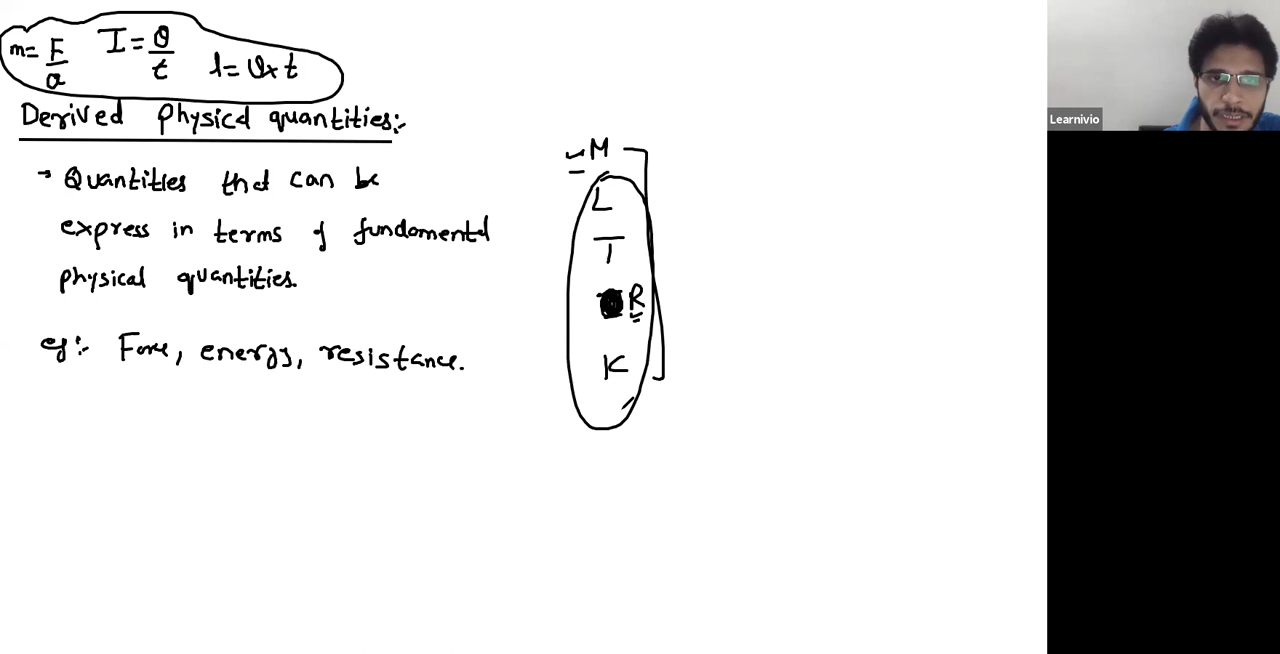 m = F/a I = Q/t l = v x t
Derived Physical quantities:-
→ Quantities that can be
express in terms of fundamental
physical quantities.
eg:- Force, energy, resistance.
M
L
T
R
K
Learnivio